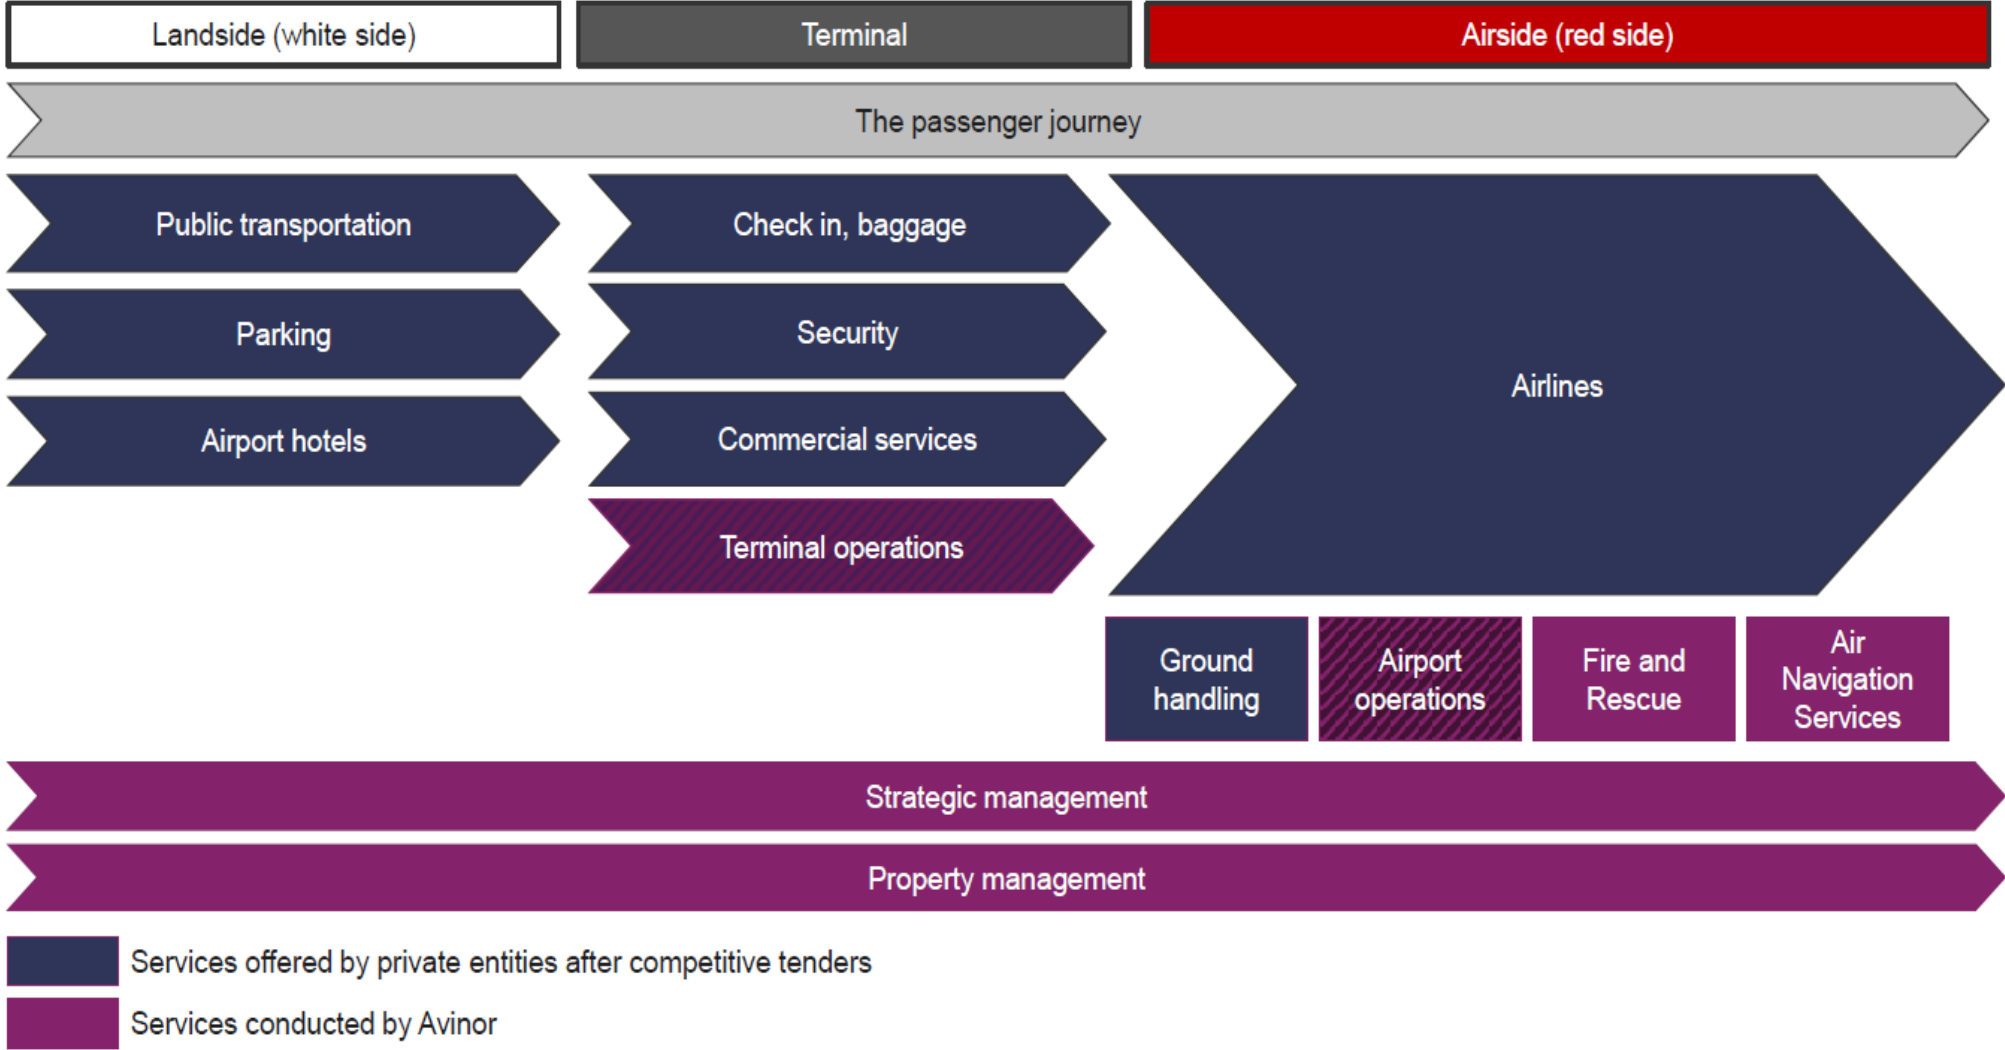 Landside (white side)
Terminal
Airside (red side)
The passenger journey
Public transportation
Check in, baggage
Parking
Security
Airlines
Airport hotels
Commercial services
Terminal operations
Ground
handling
Airport
operations
Fire and
Rescue
Air
Navigation
Services
Strategic management
Property management
Services offered by private entities after competitive tenders
Services conducted by Avinor